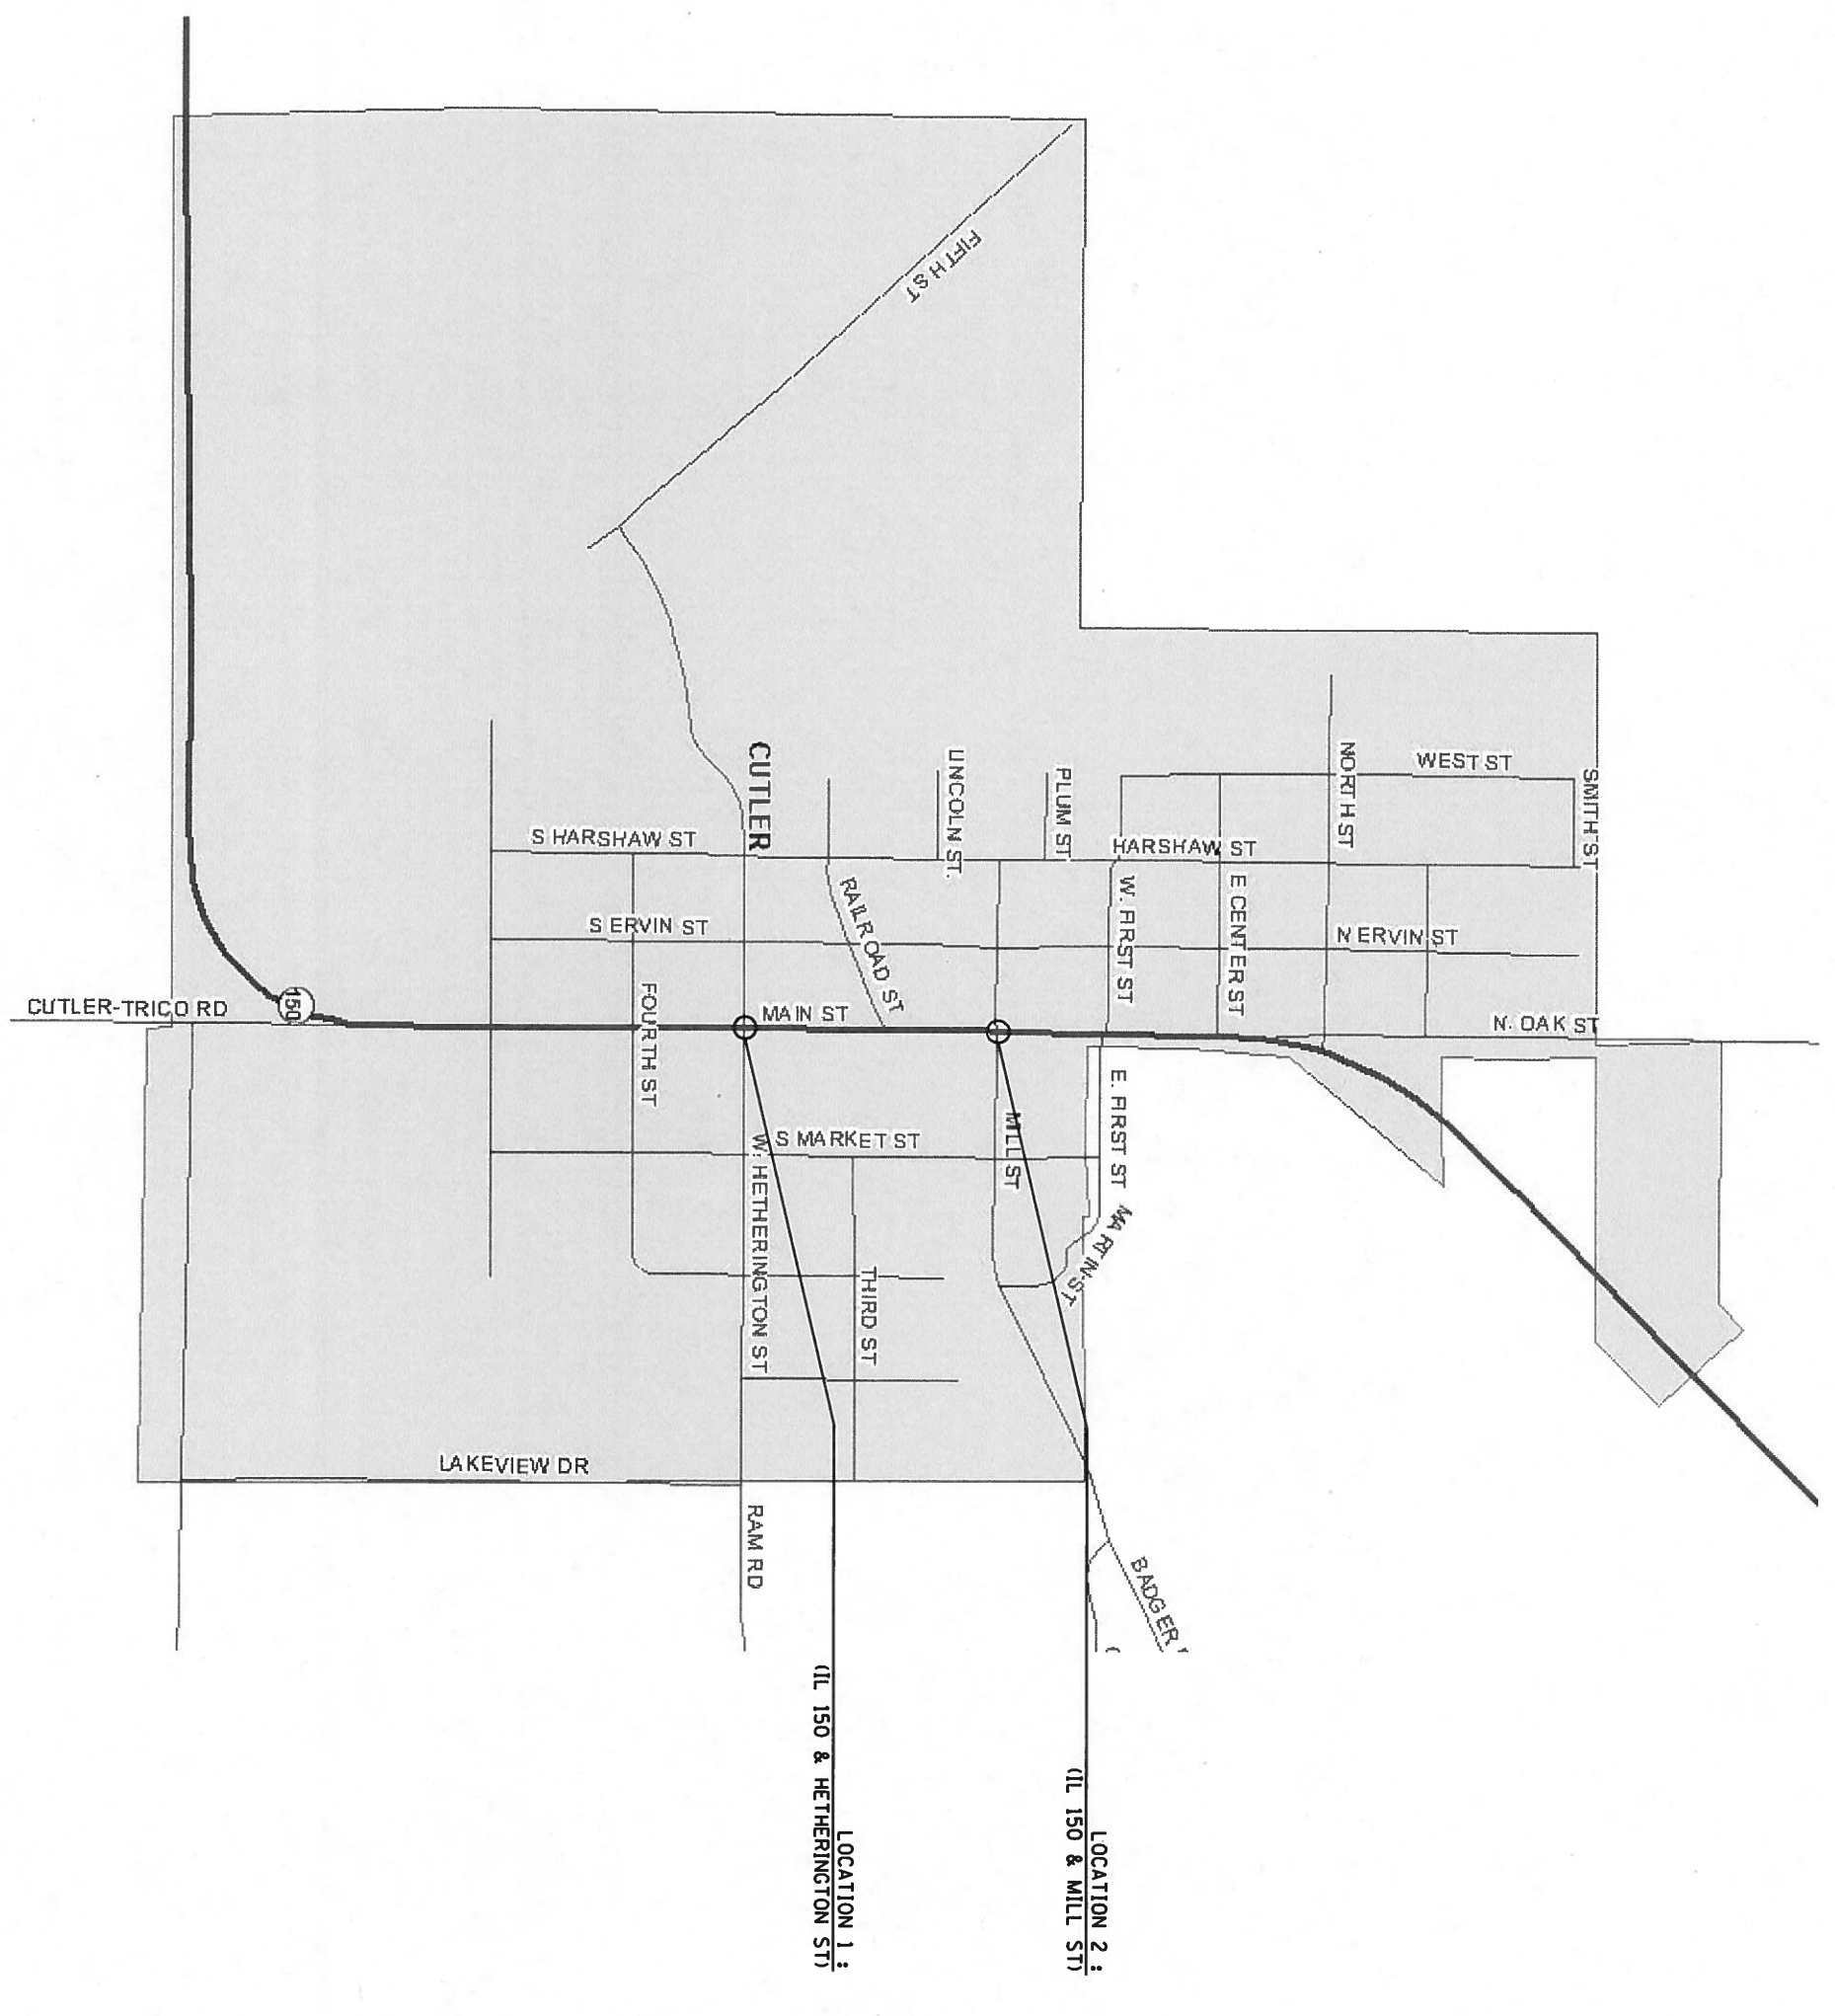 FIFTH ST
CUTLER
LINCOLN ST.
PLUM ST
NORTH ST
WEST ST
SMITH ST
S HARSHAW ST
HARSHAW ST
RAILROAD ST
W. FIRST ST
E CENTER ST
S ERVIN ST
N ERVIN ST
CUTLER-TRICO RD
150
FOURTH ST
MAIN ST
N. OAK ST
E. FIRST ST
MILL ST
S MARKET ST
W. HETHERINGTON ST
MARTIN ST
THIRD ST
LAKEVIEW DR
RAM RD
BADGER
LOCATION 1 :
(IL 150 & HETHERINGTON ST)
LOCATION 2 :
(IL 150 & MILL ST)